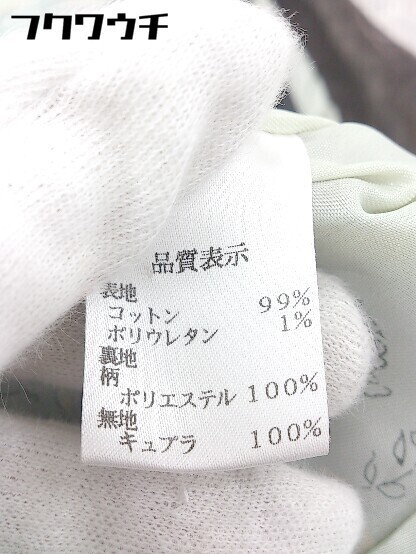 フクワウチ
品質表示
表地
コットン 99%
ポリウレタン 1%
裏地
柄
ポリエステル 100%
無地
キュプラ 100%